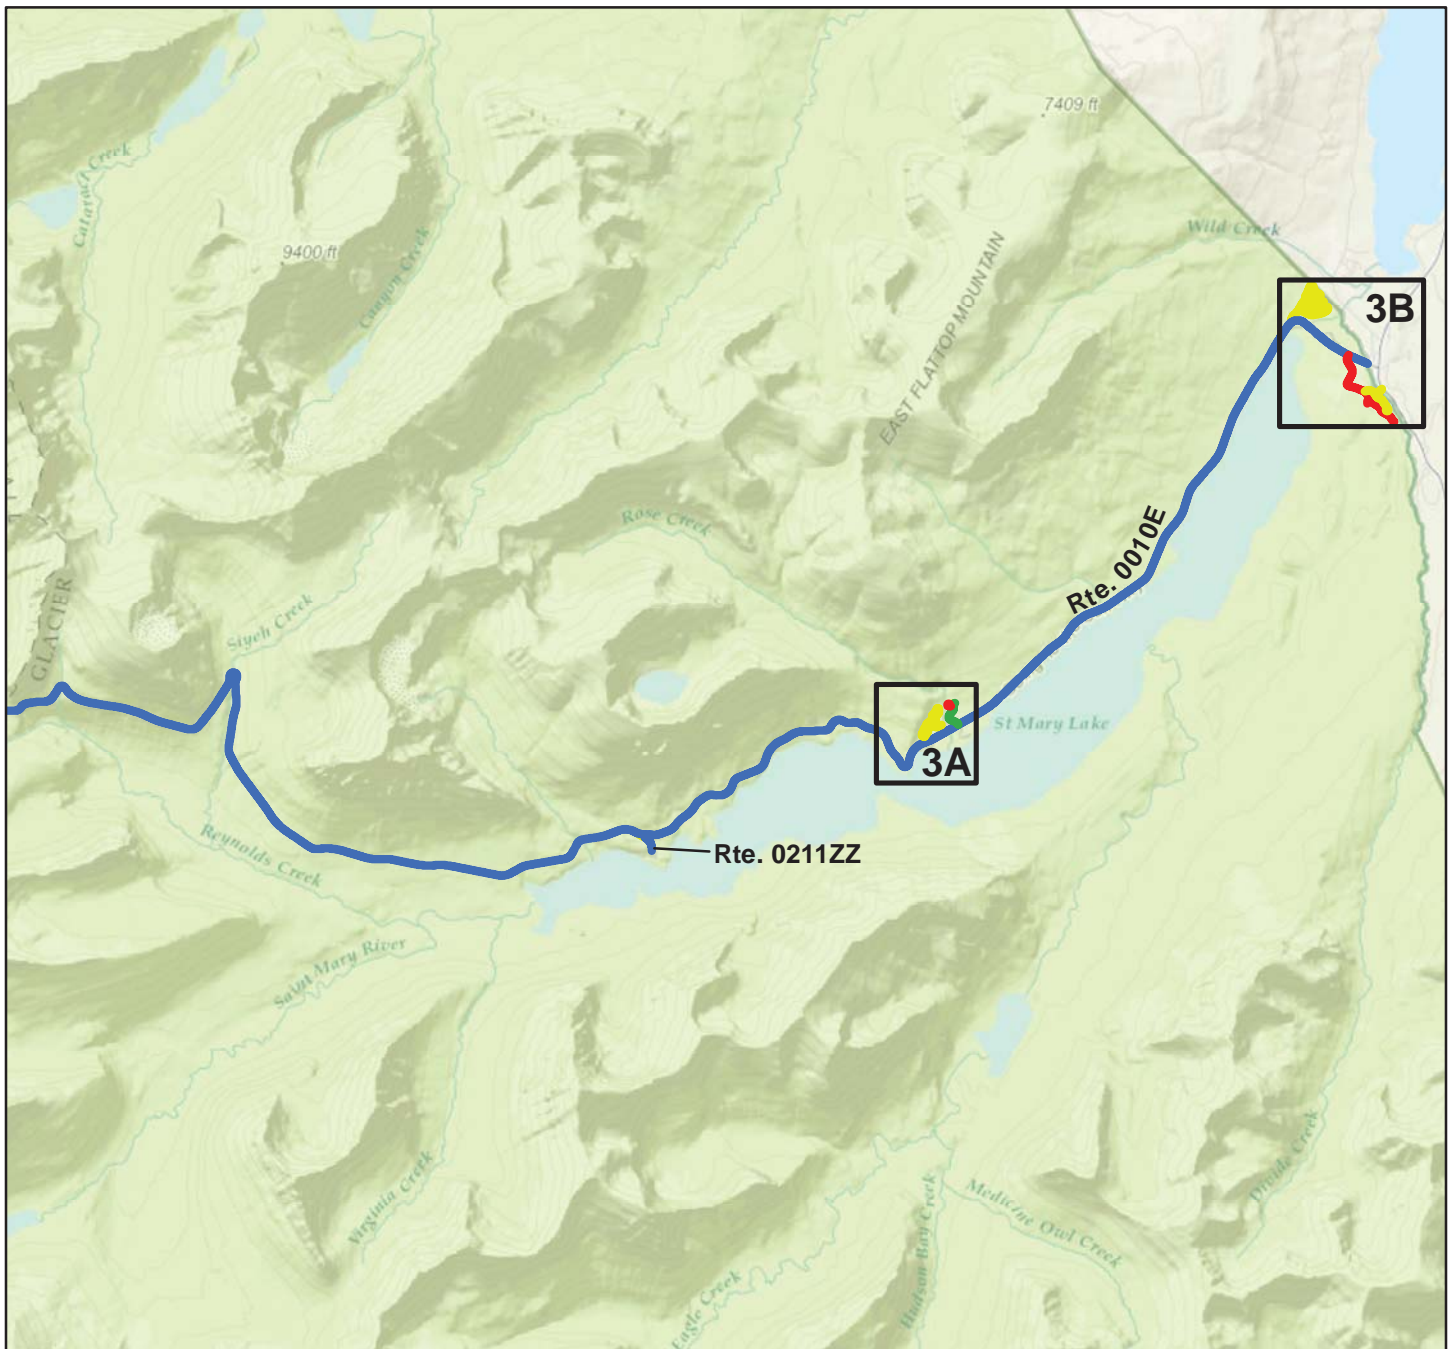 7409 ft
Cataract Creek
Wild Creek
9400 ft
Canyon Creek
EAST FLATTOP MOUNTAIN
3B
Rose Creek
Rte. 0010E
GLACIER
Siyeh Creek
St Mary Lake
3A
Reynolds Creek
Rte. 0211ZZ
Saint Mary River
Virginia Creek
Divide Creek
Medicine Owl Creek
Hudson Bay Creek
Eagle Creek